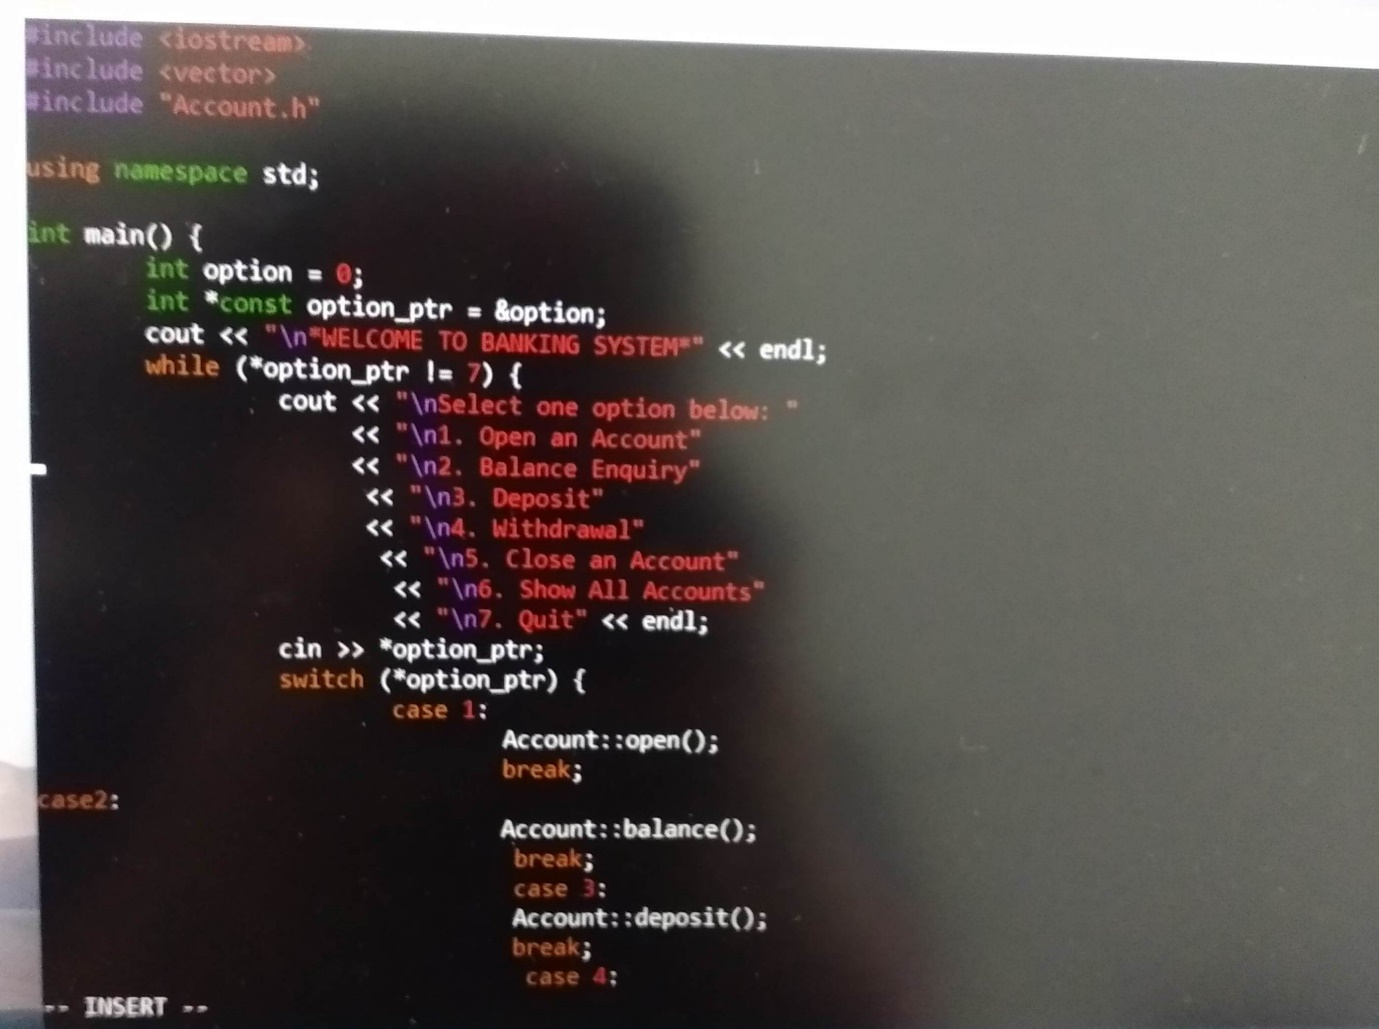 #include <iostream>
#include <vector>
#include "Account.h"
using namespace std;
int main() {
int option = 0;
int *const option_ptr = &option;
cout << "\n*WELCOME TO BANKING SYSTEM*" << endl;
while (*option_ptr != 7) {
cout << "\nSelect one option below: "
<< "\n1. Open an Account"
<< "\n2. Balance Enquiry"
<< "\n3. Deposit"
<< "\n4. Withdrawal"
<< "\n5. Close an Account"
<< "\n6. Show All Accounts"
<< "\n7. Quit" << endl;
cin >> *option_ptr;
switch (*option_ptr) {
case 1:
Account::open();
break;
case2:
Account::balance();
break;
case 3:
Account::deposit();
break;
case 4:
-- INSERT --